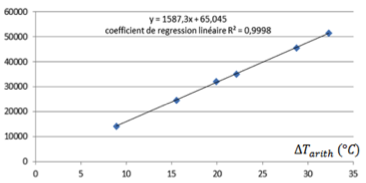 60000
y = 1587,3x + 65,045
coefficient de regression linéaire R² = 0,9998
50000
40000
30000
20000
10000
0
ΔT_arith (°C)
0 5 10 15 20 25 30 35